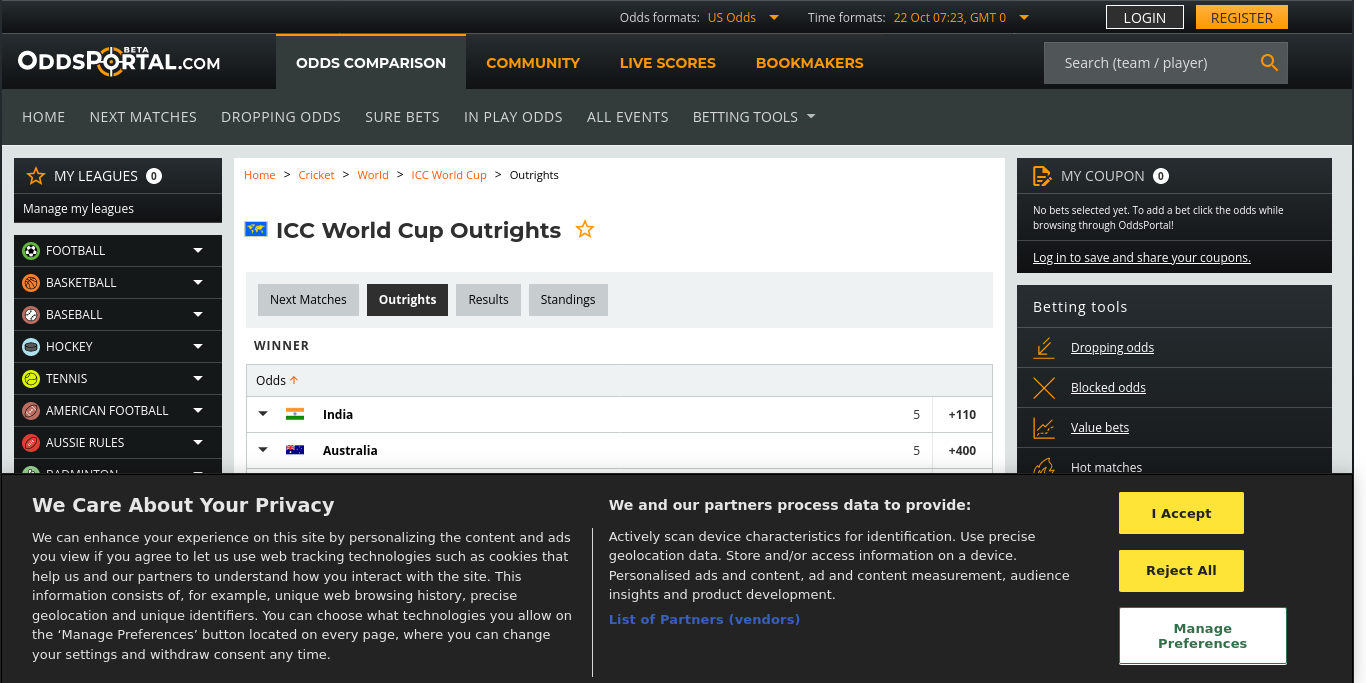 Odds formats: US Odds
Time formats: 22 Oct 07:23, GMT 0
LOGIN
REGISTER
ODDSPORTAL.COM
BETA
ODDS COMPARISON
COMMUNITY
LIVE SCORES
BOOKMAKERS
Search (team / player)
HOME
NEXT MATCHES
DROPPING ODDS
SURE BETS
IN PLAY ODDS
ALL EVENTS
BETTING TOOLS
MY LEAGUES 0
Manage my leagues
FOOTBALL
BASKETBALL
BASEBALL
HOCKEY
TENNIS
AMERICAN FOOTBALL
AUSSIE RULES
BADMINTON
Home > Cricket > World > ICC World Cup > Outrights
ICC World Cup Outrights
Next Matches
Outrights
Results
Standings
WINNER
Odds
India 5 +110
Australia 5 +400
MY COUPON 0
No bets selected yet. To add a bet click the odds while
browsing through OddsPortal!
Log in to save and share your coupons.
Betting tools
Dropping odds
Blocked odds
Value bets
Hot matches
We Care About Your Privacy
We can enhance your experience on this site by personalizing the content and ads
you view if you agree to let us use web tracking technologies such as cookies that
help us and our partners to understand how you interact with the site. This
information consists of, for example, unique web browsing history, precise
geolocation and unique identifiers. You can choose what technologies you allow on
the ‘Manage Preferences’ button located on every page, where you can change
your settings and withdraw consent any time.
We and our partners process data to provide:
Actively scan device characteristics for identification. Use precise
geolocation data. Store and/or access information on a device.
Personalised ads and content, ad and content measurement, audience
insights and product development.
List of Partners (vendors)
I Accept
Reject All
Manage
Preferences